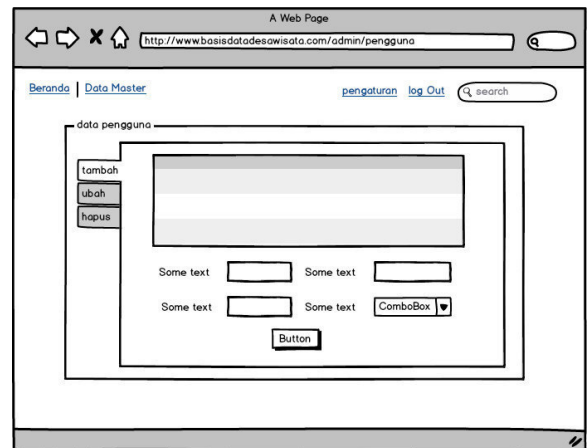 A Web Page
http://www.basisdatadesawisata.com/admin/pengguna
Beranda | Data Master
pengaturan log Out search
data pengguna
tambah
ubah
hapus
Some text Some text
Some text Some text ComboBox
Button